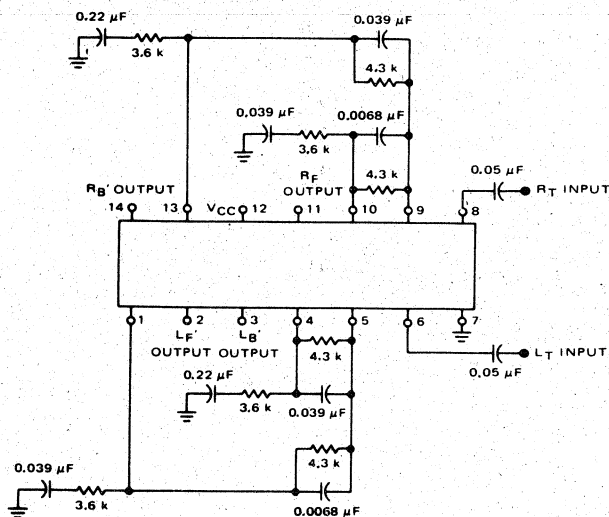 0.22 µF
0.039 µF
3.6 k
4.3 k
0.039 µF
0.0068 µF
3.6 k
RF
OUTPUT
4.3 k
0.05 µF
RB' OUTPUT
VCC
RT INPUT
14
13
12
11
10
9
8
1
2
3
4
5
6
7
LF'
LB'
OUTPUT
OUTPUT
4.3 k
LT INPUT
0.05 µF
0.22 µF
3.6 k
0.039 µF
4.3 k
0.039 µF
3.6 k
0.0068 µF